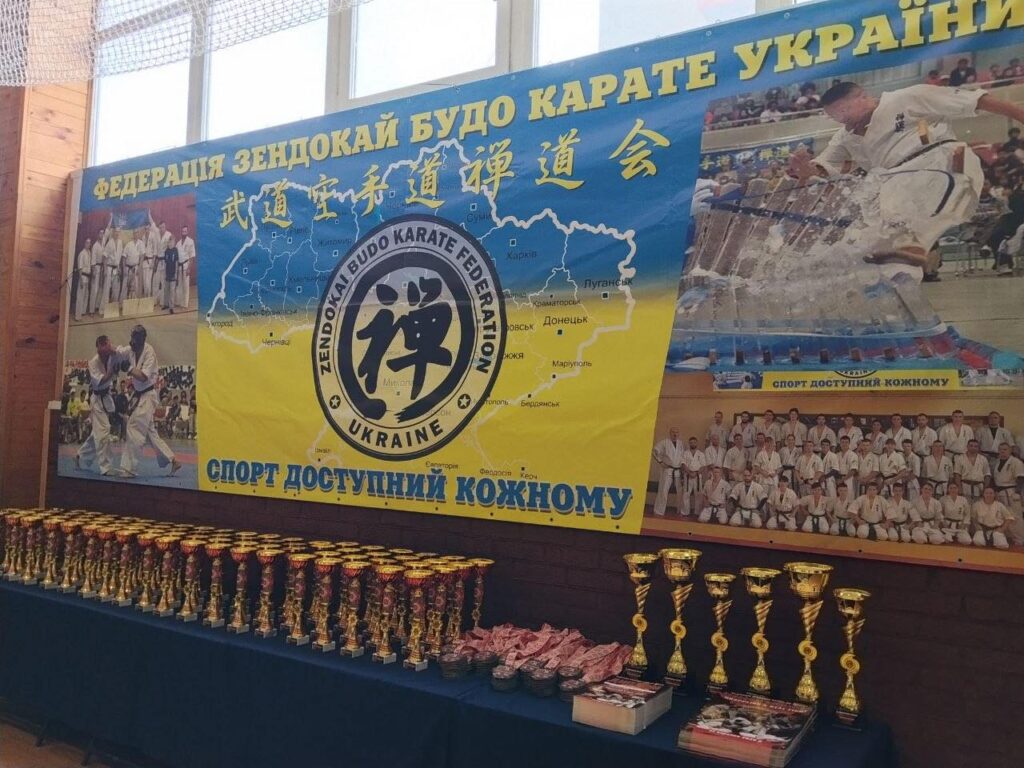 ФЕДЕРАЦІЯ ЗЕНДОКАЙ БУДО КАРАТЕ УКРАЇНИ
武道空手道禅道会
Суми
Житомир
Харків
Луганськ
Краматорськ
Донецьк
Чернівці
Маріуполь
Бердянськ
Євпаторія
Феодосія
Керч
ZENDOKAI BUDO KARATE FEDERATION
禅
UKRAINE
СПОРТ ДОСТУПНИЙ КОЖНОМУ
СПОРТ ДОСТУПНИЙ КОЖНОМУ